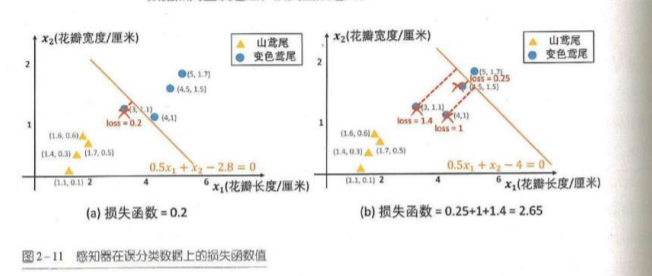 x₂(花瓣宽度/厘米)
山鸢尾
变色鸢尾
2
(5, 1.7)
(4.5, 1.5)
(3, 1.1)
loss = 0.2
(4,1)
1
(1.6, 0.6)
(1.4, 0.3)
(1.7, 0.5)
(1.1, 0.1)
0.5x₁ + x₂ − 2.8 = 0
2
4
6
x₁(花瓣长度/厘米)
(a) 损失函数 = 0.2
x₂(花瓣宽度/厘米)
山鸢尾
变色鸢尾
2
(5, 1.7)
loss = 0.25
(4.5, 1.5)
(3, 1.1)
loss = 1.4
(4,1)
loss = 1
1
(1.6, 0.6)
(1.4, 0.3)
(1.7, 0.5)
(1.1, 0.1)
0.5x₁ + x₂ − 4 = 0
2
4
6
x₁(花瓣长度/厘米)
(b) 损失函数 = 0.25+1+1.4 = 2.65
图2-11 感知器在误分类数据上的损失函数值